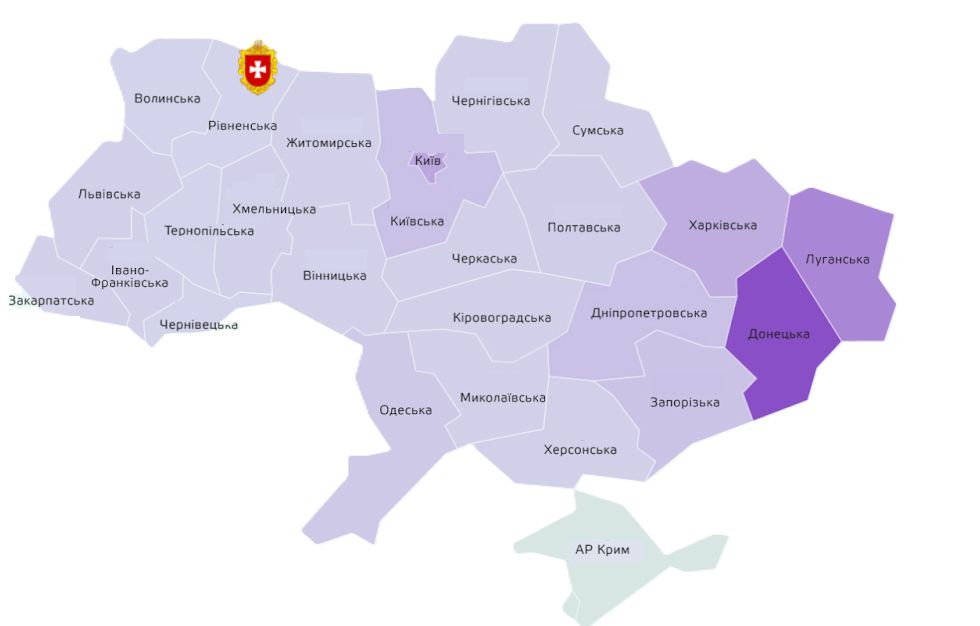 Волинська
Рівненська
Житомирська
Чернігівська
Сумська
Київ
Львівська
Хмельницька
Тернопільська
Київська
Полтавська
Харківська
Луганська
Черкаська
Івано-
Франківська
Закарпатська
Вінницька
Чернівецька
Кіровоградська
Дніпропетровська
Донецька
Одеська
Миколаївська
Запорізька
Херсонська
АР Крим